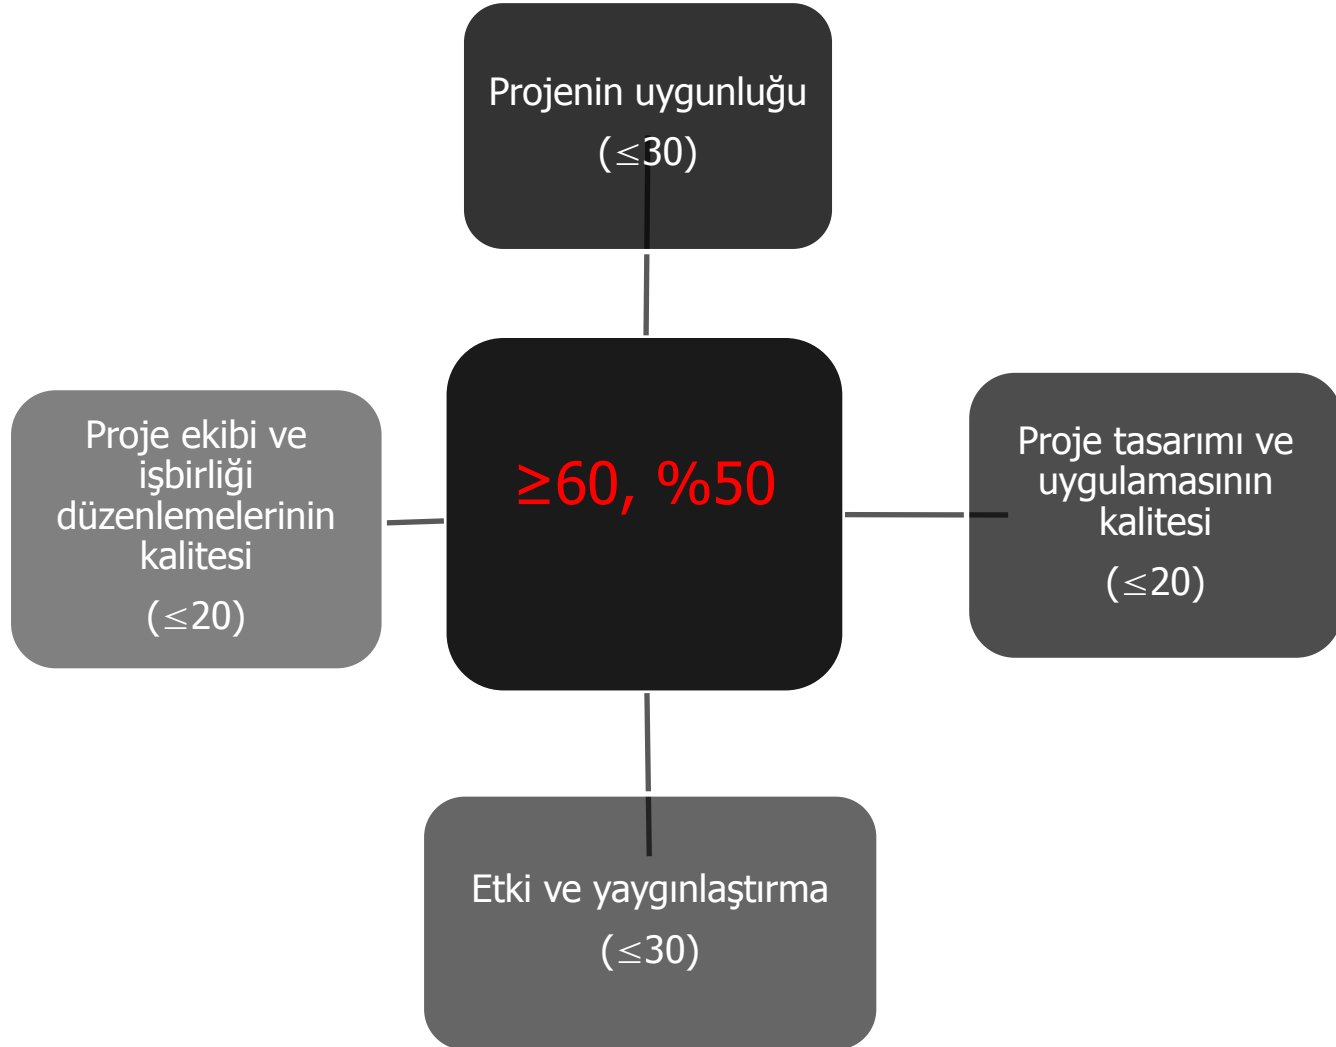 Projenin uygunluğu
(≤30)
Proje ekibi ve
işbirliği
düzenlemelerinin
kalitesi
(≤20)
≥60, %50
Proje tasarımı ve
uygulamasının
kalitesi
(≤20)
Etki ve yaygınlaştırma
(≤30)